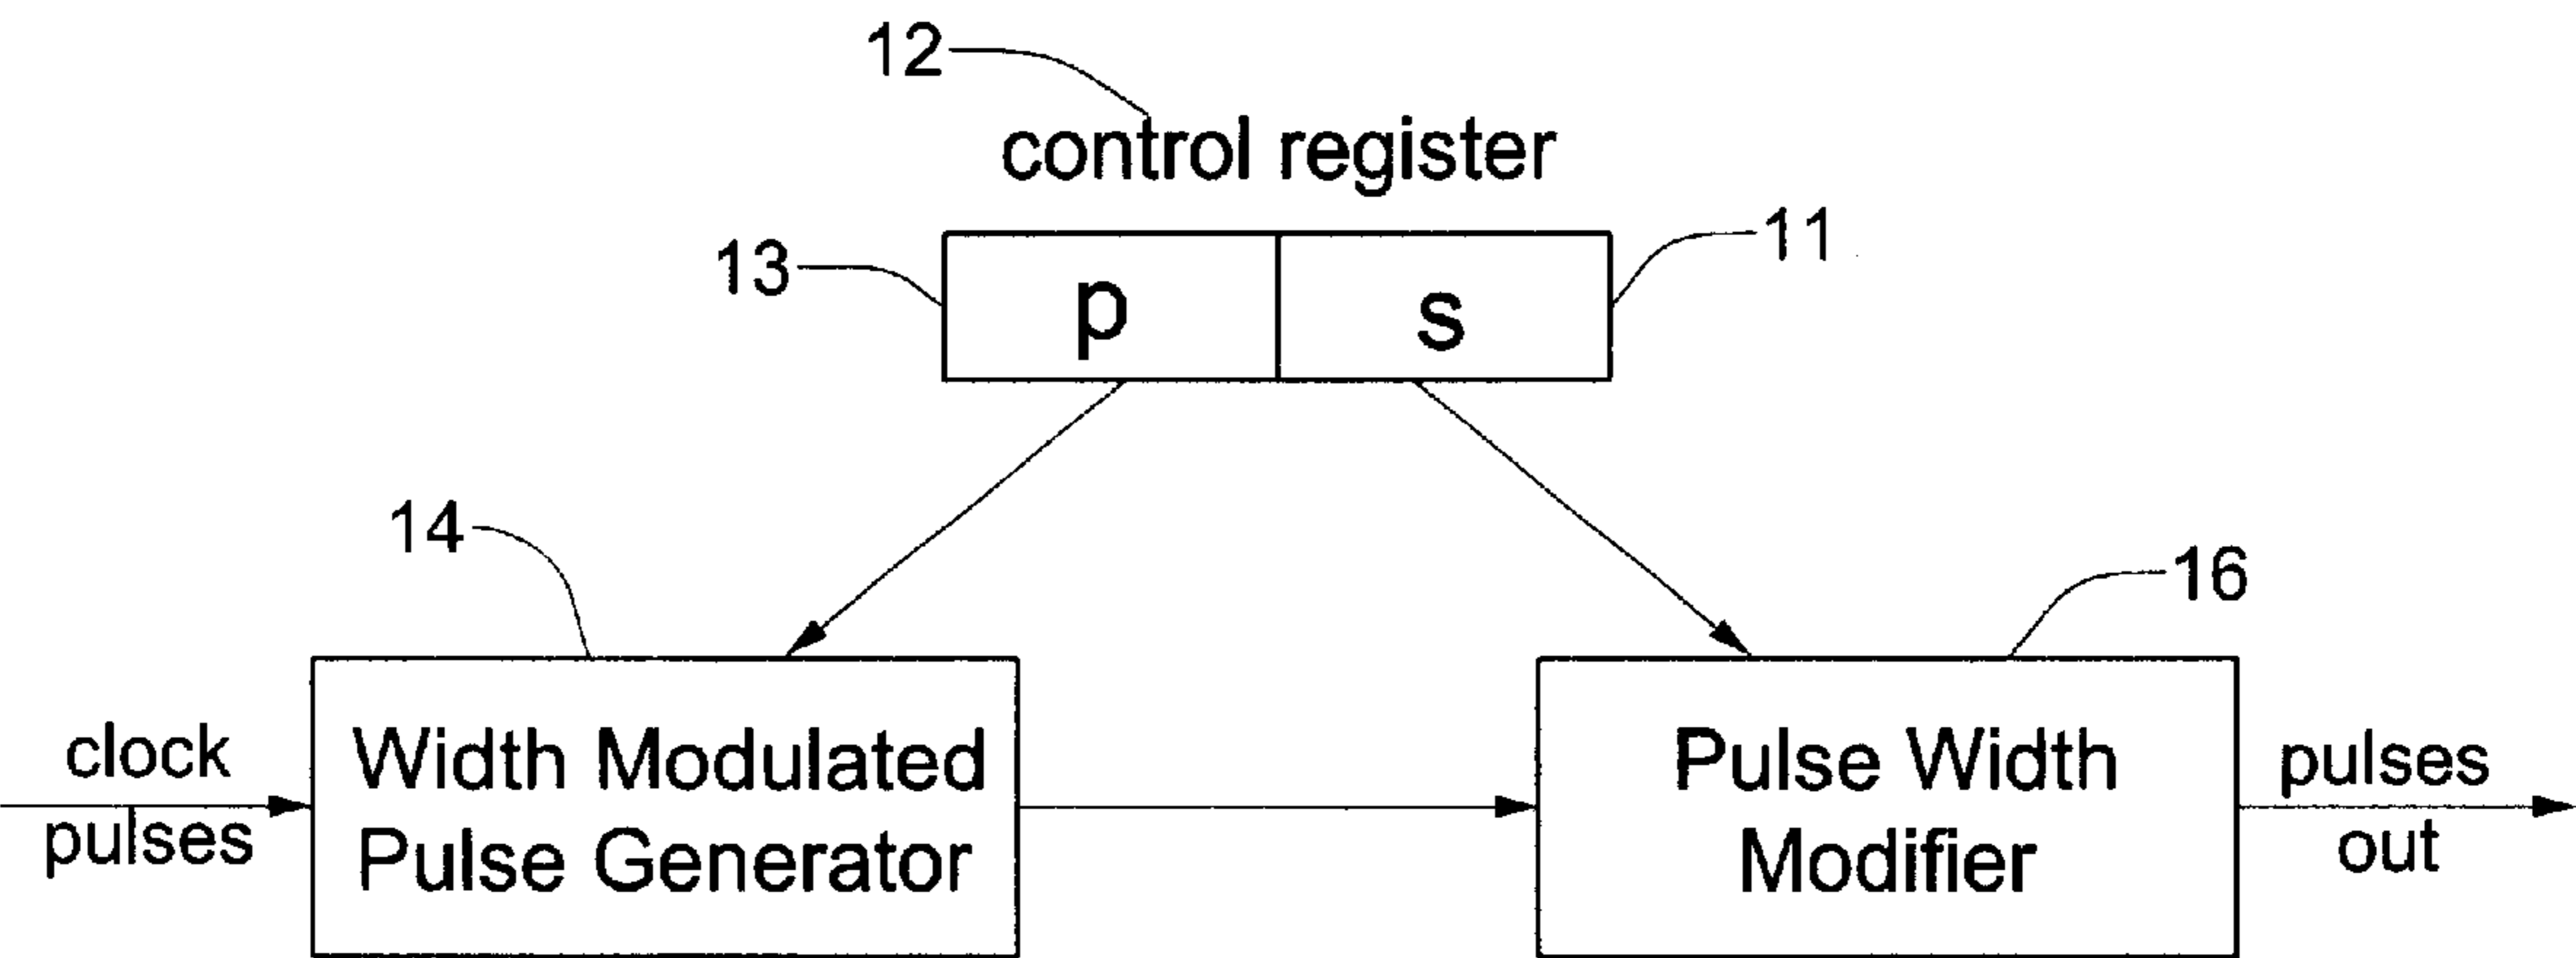 12
control register
13
p
s
11
14
16
clock
pulses
Width Modulated
Pulse Generator
Pulse Width
Modifier
pulses
out